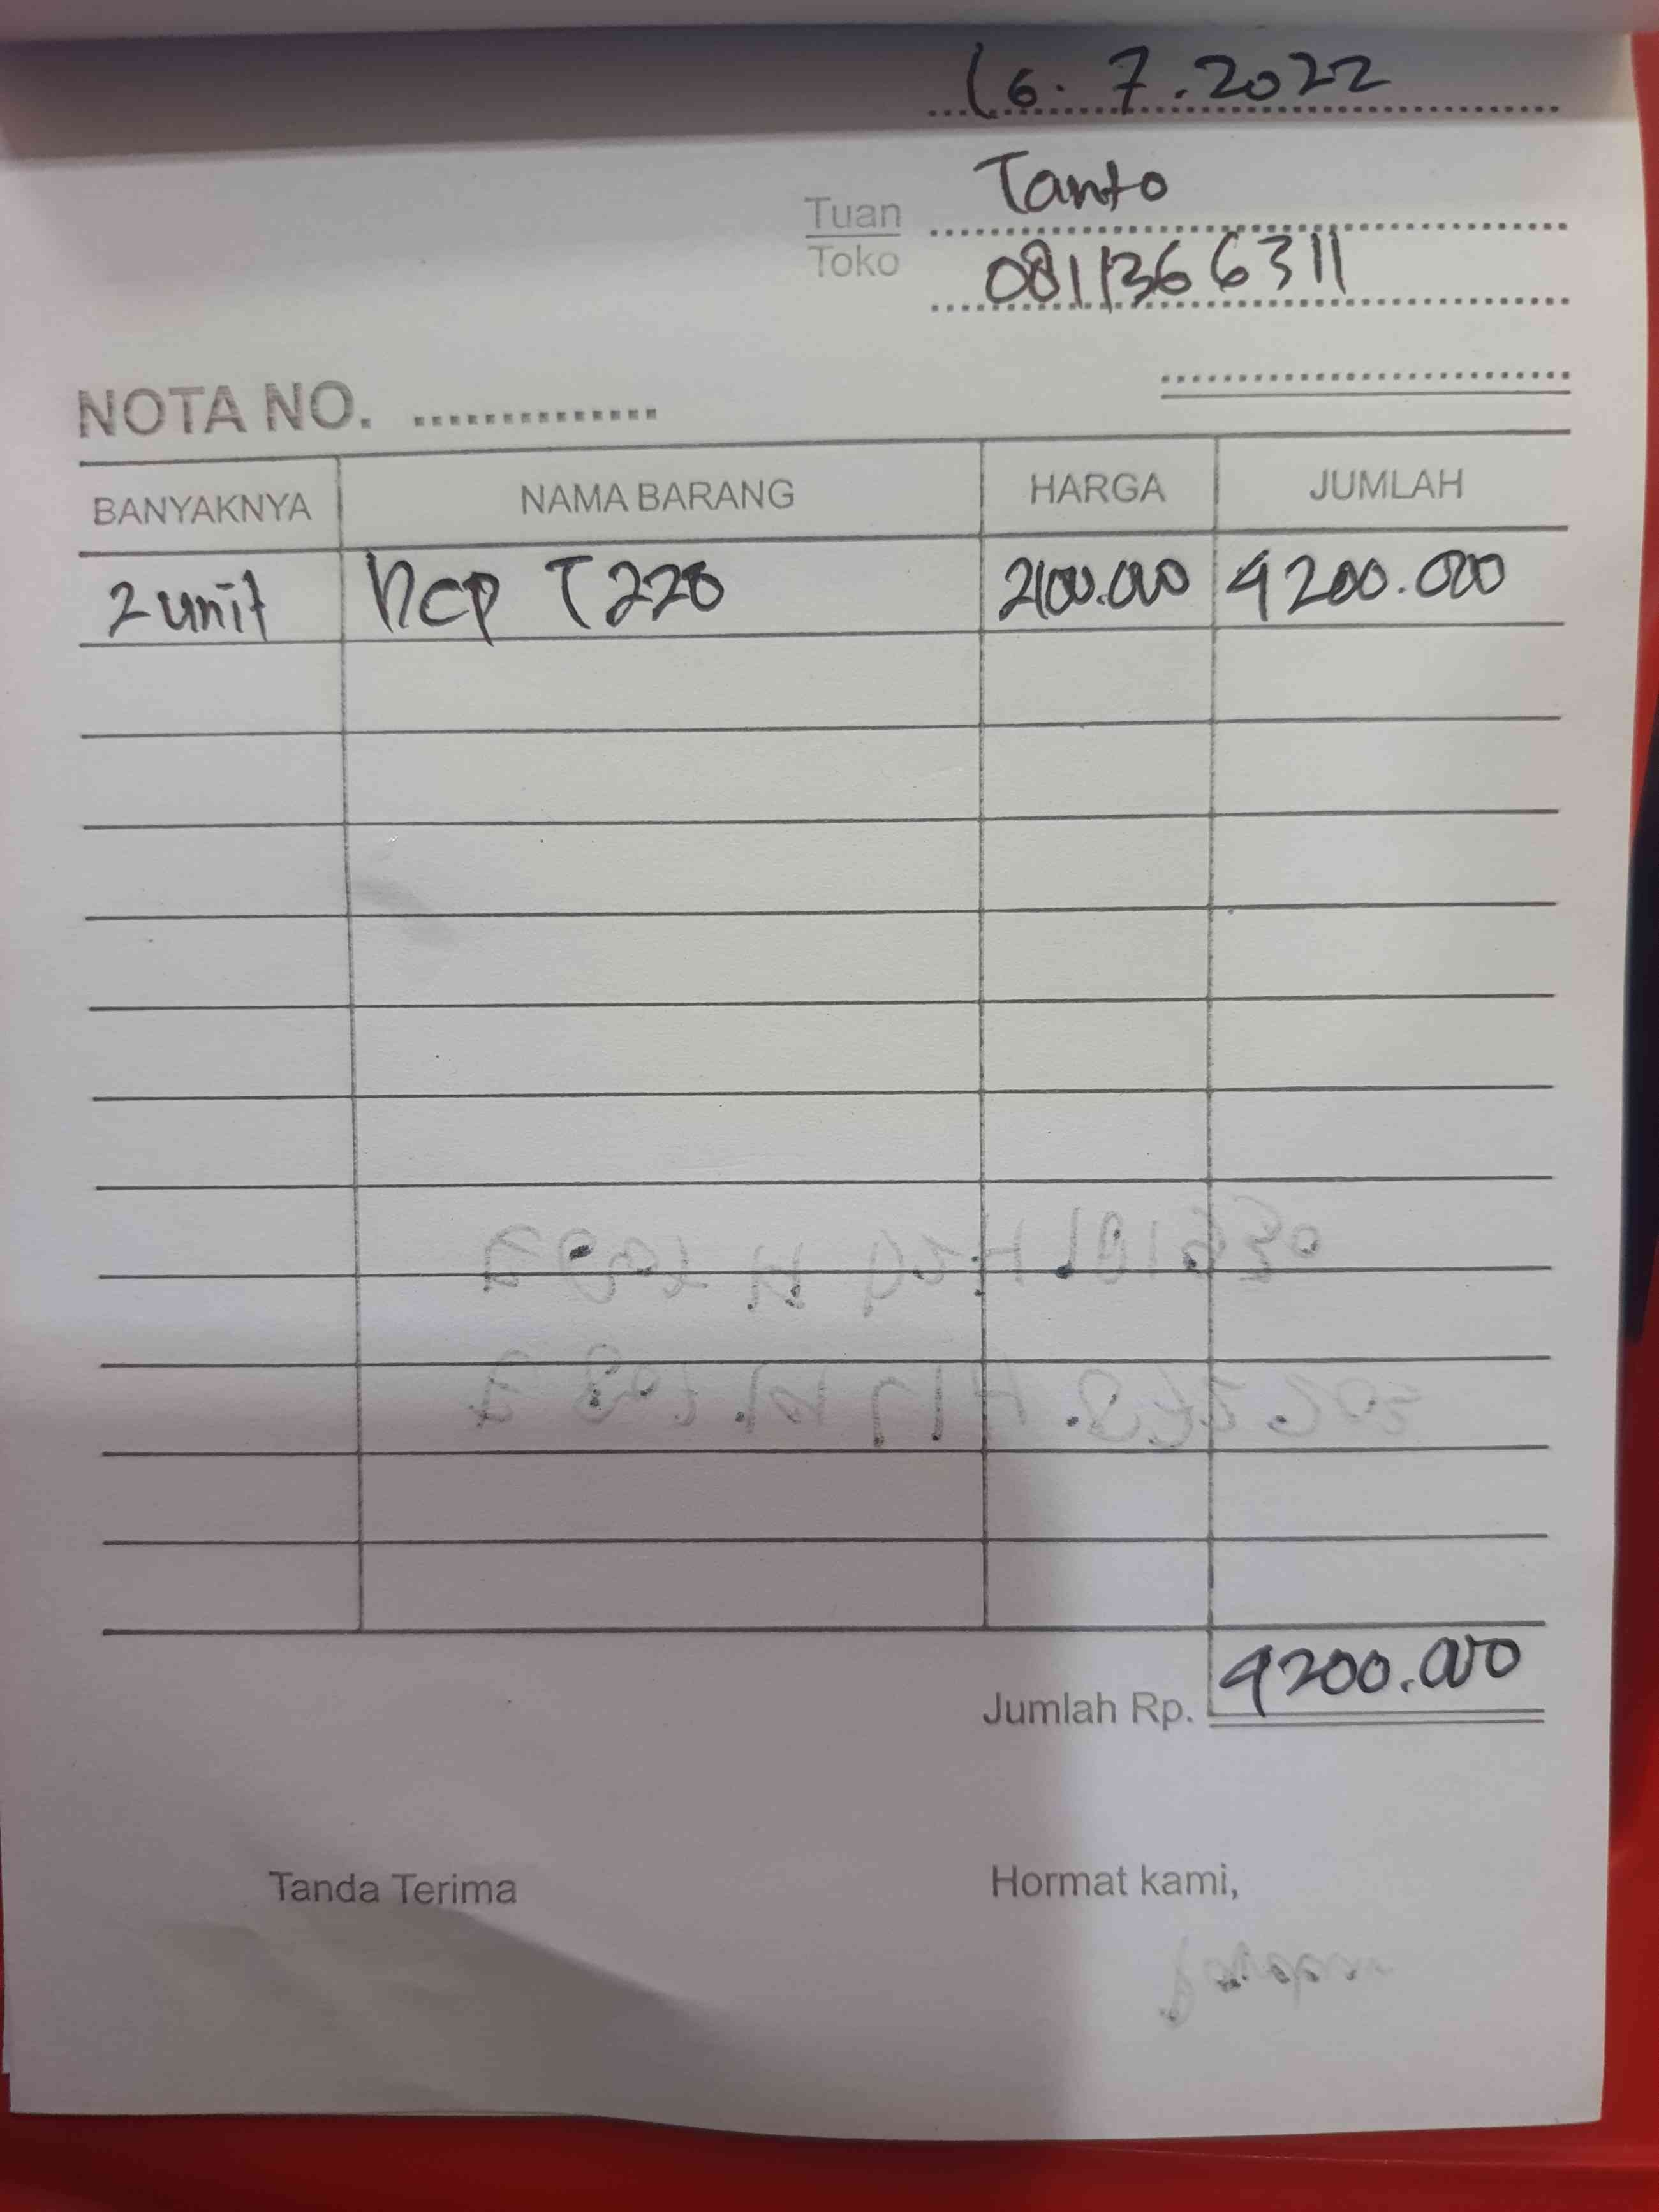 16.7.2022
Tuan Tanto
Toko 0811366311
NOTA NO. ..............
BANYAKNYA NAMA BARANG HARGA JUMLAH
2 unit DCP T220 2100.000 4200.000
Jumlah Rp. 4200.000
Tanda Terima Hormat kami,